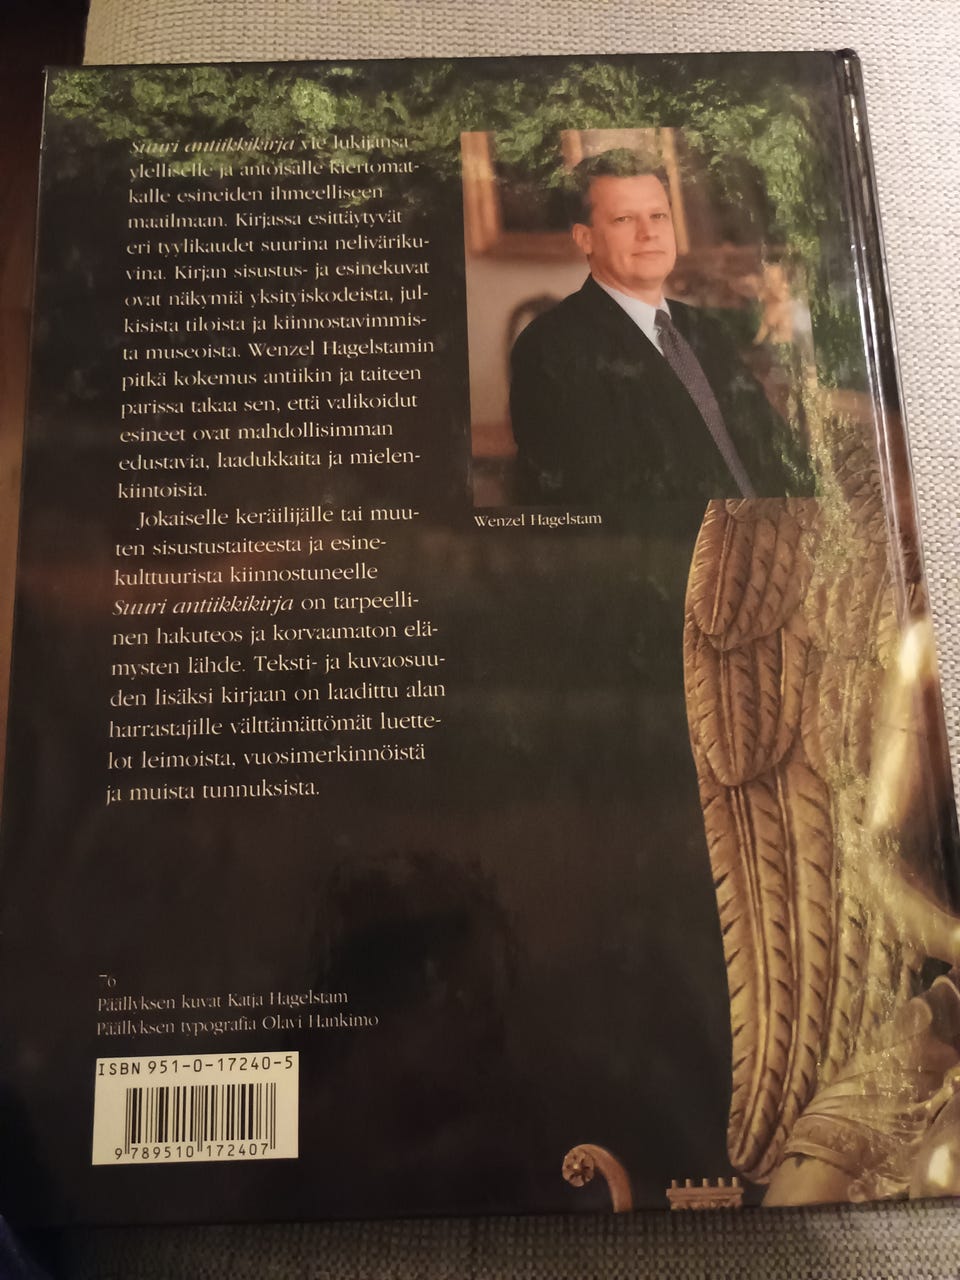 Suuri antiikkikirja vie lukijansa
ylelliselle ja antoisalle kiertomat-
kalle esineiden ihmeelliseen
maailmaan. Kirjassa esittäytyvät
eri tyylikaudet suurina neliväriku-
vina. Kirjan sisustus- ja esinekuvat
ovat näkymiä yksityiskodeista, jul-
kisista tiloista ja kiinnostavimmis-
ta museoista. Wenzel Hagelstamin
pitkä kokemus antiikin ja taiteen
parissa takaa sen, että valikoidut
esineet ovat mahdollisimman
edustavia, laadukkaita ja mielen-
kiintoisia.
Jokaiselle keräilijälle tai muu-
ten sisustustaiteesta ja esine-
kulttuurista kiinnostuneelle
Suuri antiikkikirja on tarpeelli-
nen hakuteos ja korvaamaton elä-
mysten lähde. Teksti- ja kuvaosuu-
den lisäksi kirjaan on laadittu alan
harrastajille välttämättömät luette-
lot leimoista, vuosimerkinnöistä
ja muista tunnuksista.
Wenzel Hagelstam
76
Päällyksen kuvat Katja Hagelstam
Päällyksen typografia Olavi Hankimo
ISBN 951-0-17240-5
9 789510 172407